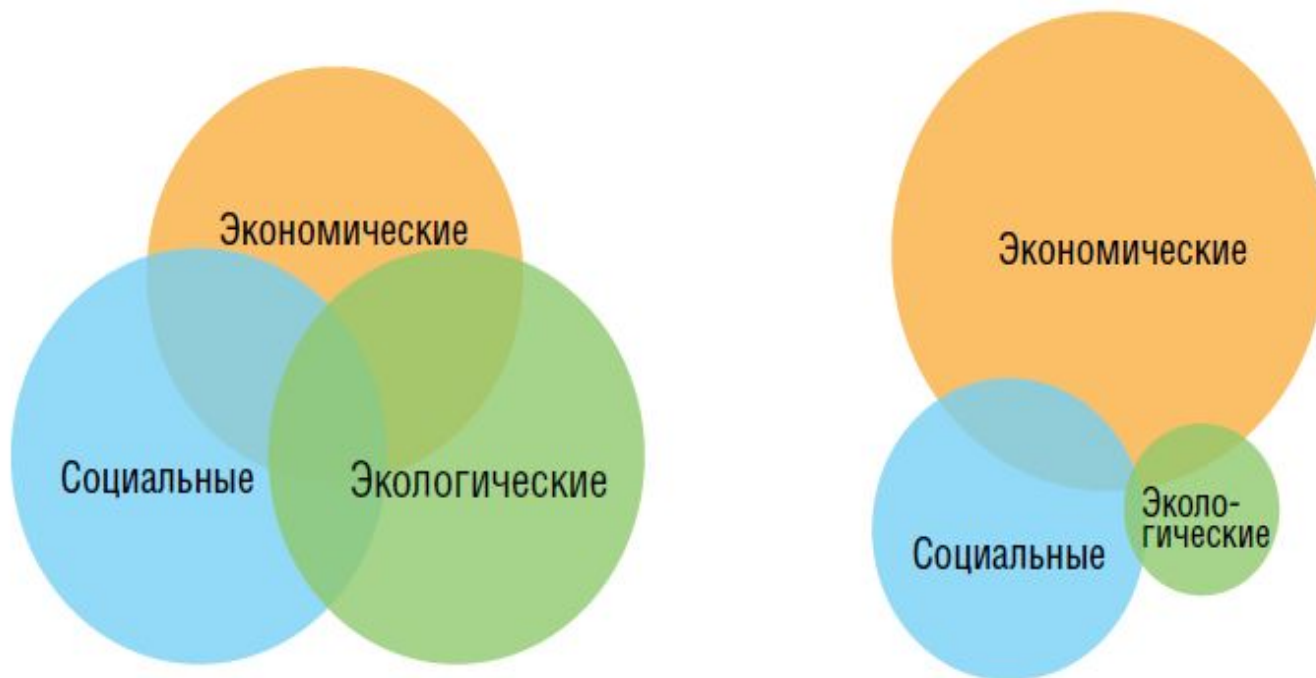 Экономические
Социальные
Экологические
Экономические
Социальные
Эколо-
гические